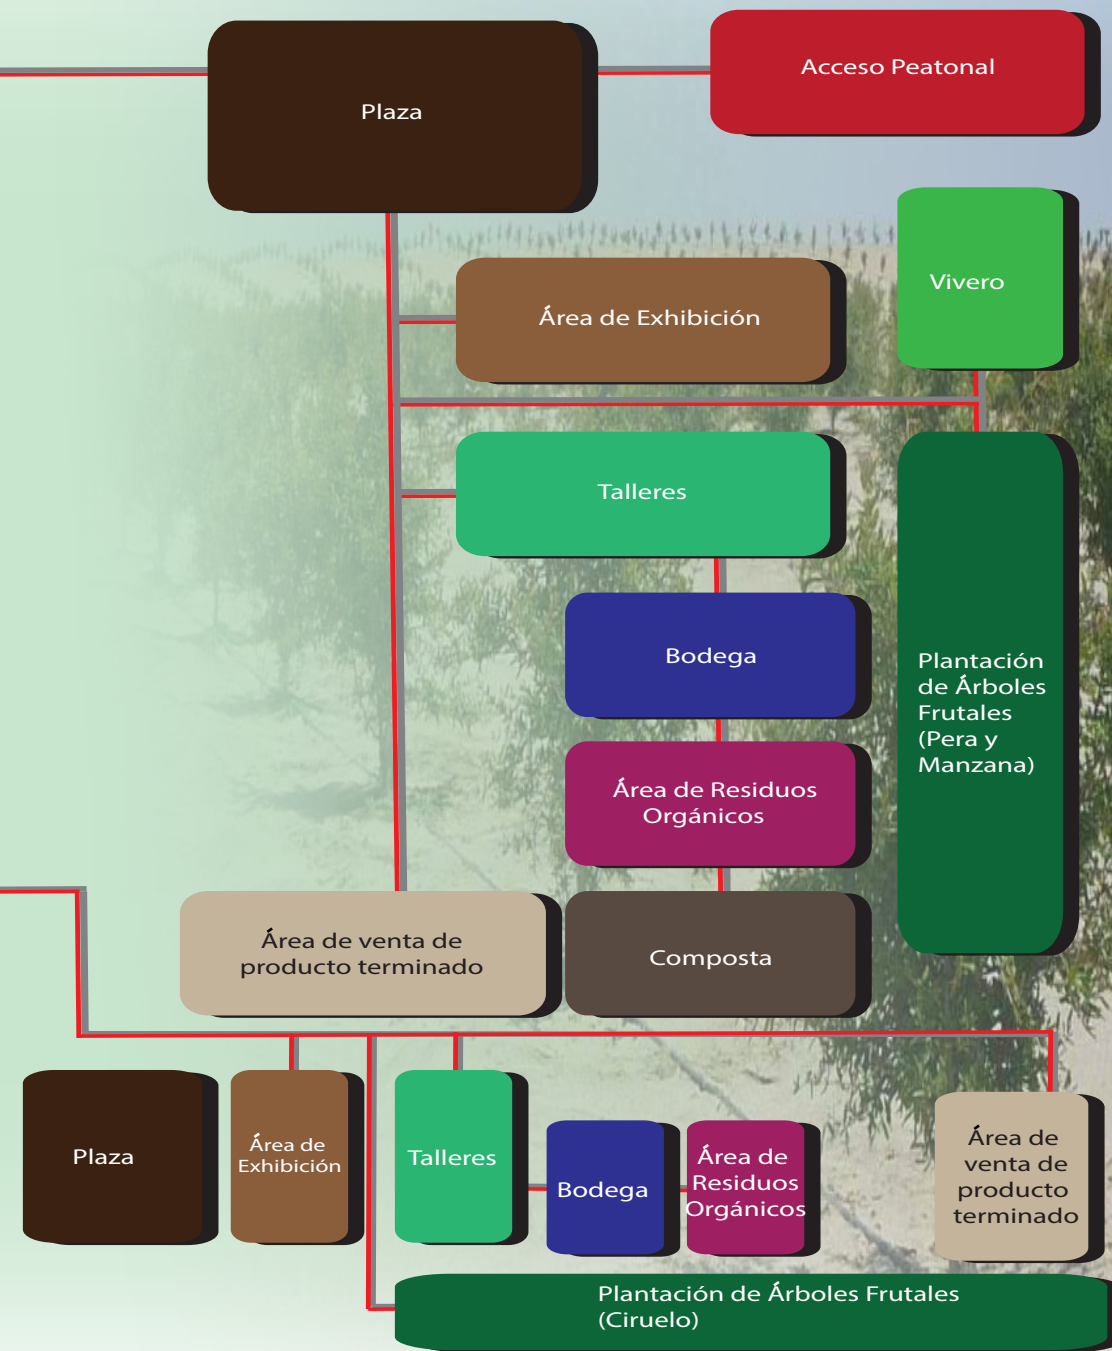 Plaza
Acceso Peatonal
Vivero
Área de Exhibición
Talleres
Bodega
Plantación
de Árboles
Frutales
(Pera y
Manzana)
Área de Residuos
Orgánicos
Área de venta de
producto terminado
Composta
Plaza
Área de
Exhibición
Talleres
Bodega
Área de
Residuos
Orgánicos
Área de
venta de
producto
terminado
Plantación de Árboles Frutales
(Ciruelo)